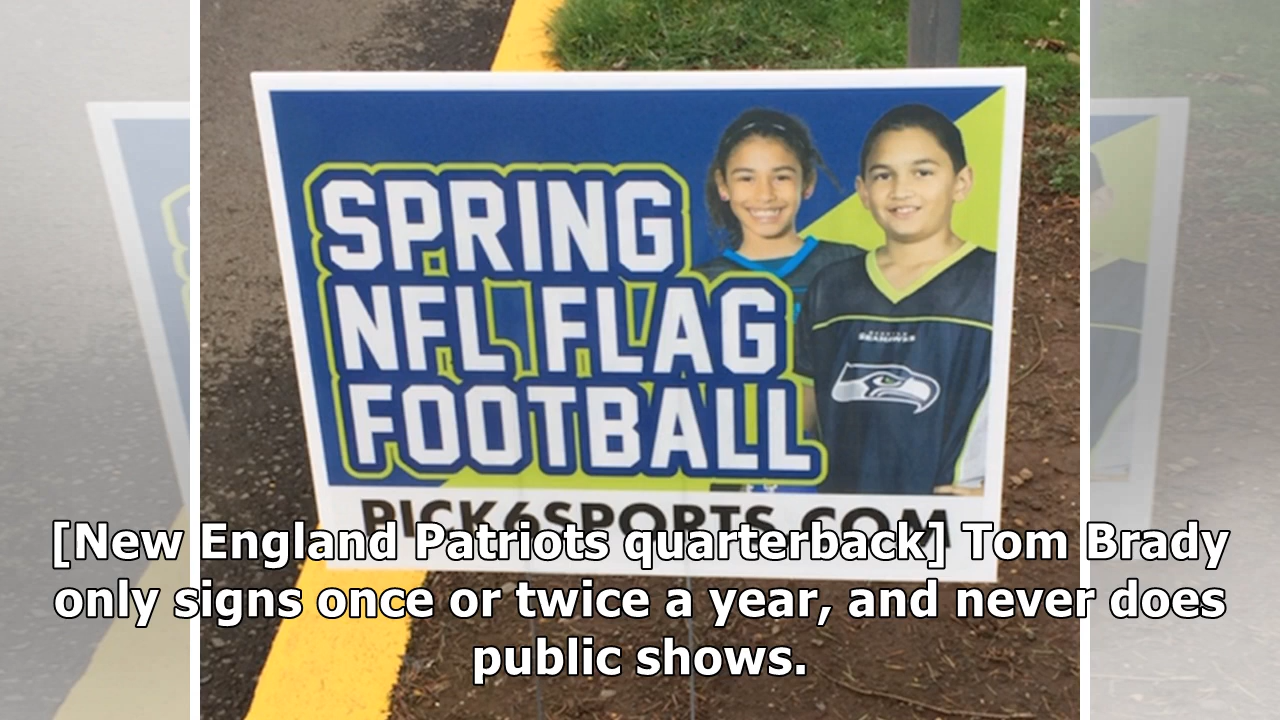 SPRING
NFL FLAG
FOOTBALL
SEAHAWKS
PICK6SPORTS.COM
[New England Patriots quarterback] Tom Brady
only signs once or twice a year, and never does
public shows.